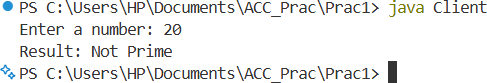 PS C:\Users\HP\Documents\ACC_Prac\Prac1> java Client
Enter a number: 20
Result: Not Prime
PS C:\Users\HP\Documents\ACC_Prac\Prac1>